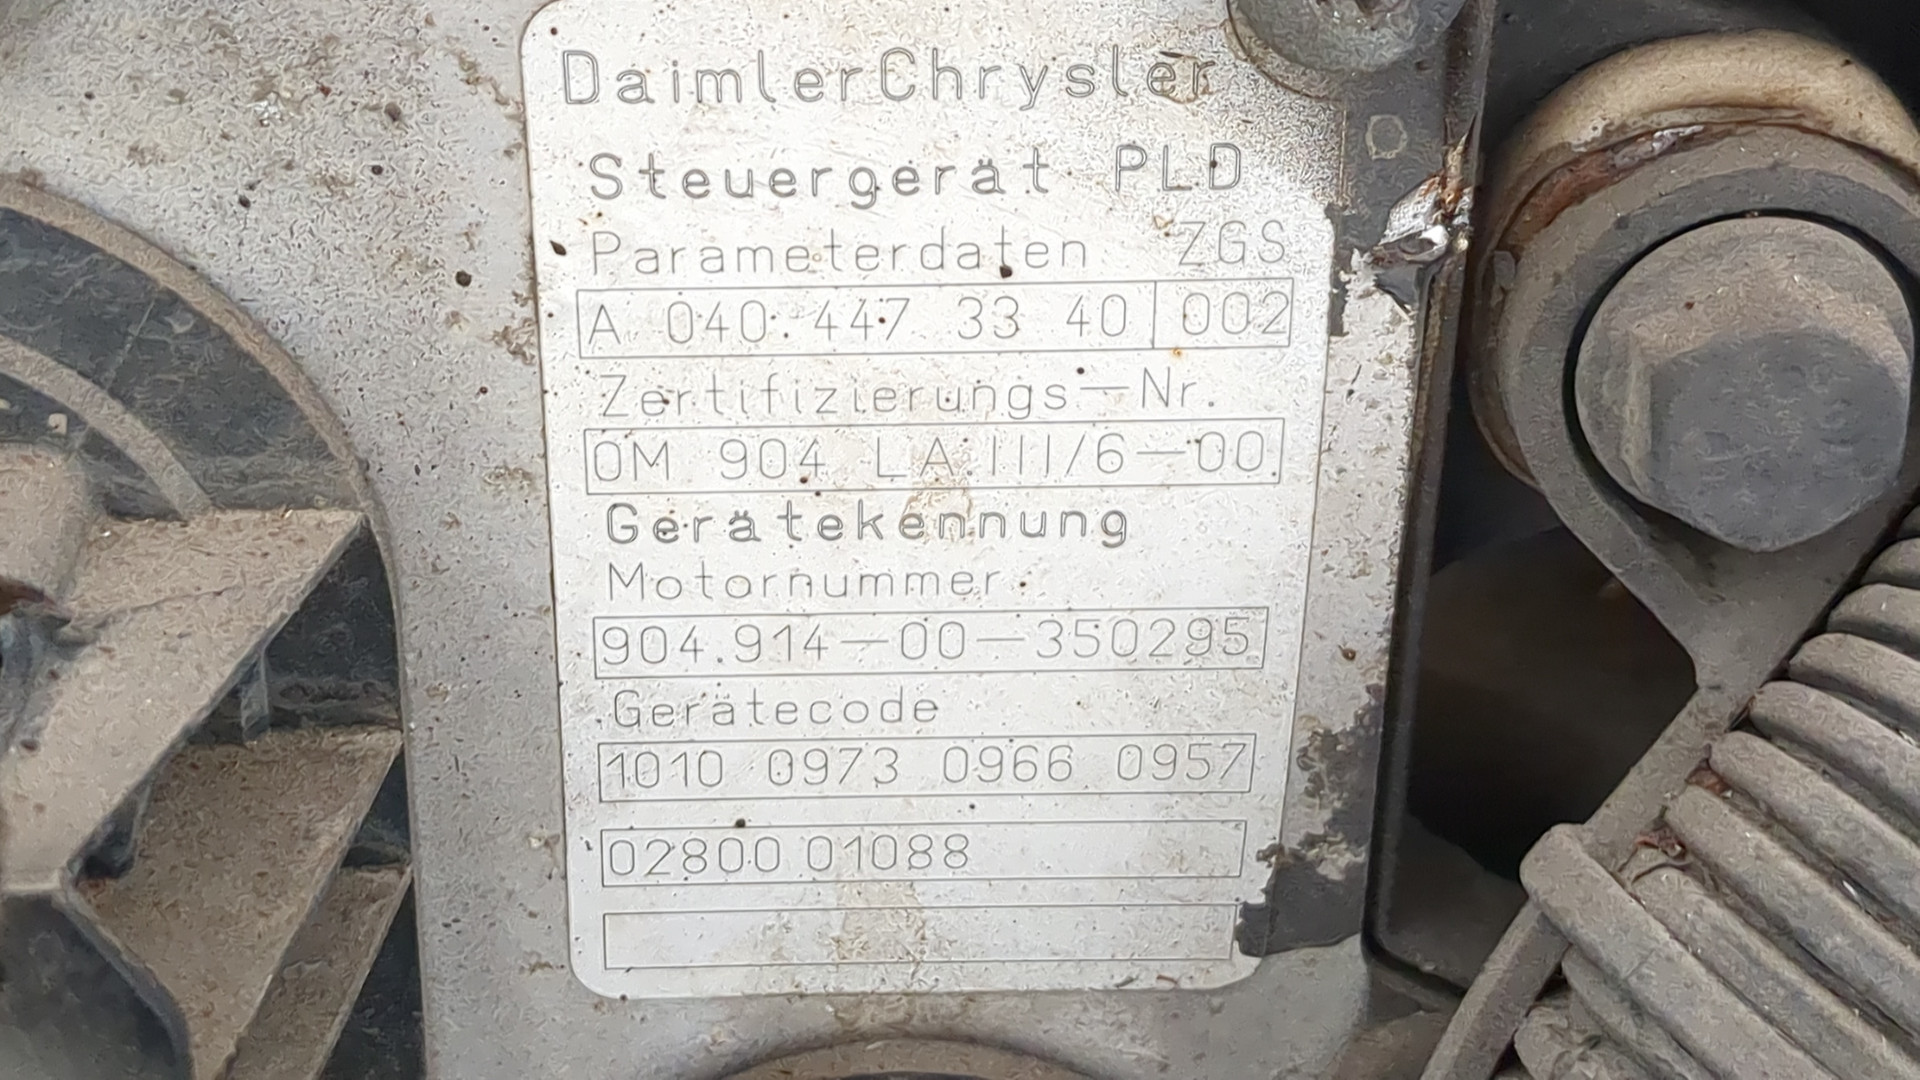 DaimlerChrysler
Steuergerät PLD
Parameterdaten ZGS
A 040 447 33 40 002
Zertifizierungs-Nr.
OM 904 LA.III/6-00
Gerätekennung
Motornummer
904.914-00-350295
Gerätecode
1010 0973 0966 0957
02800 01088